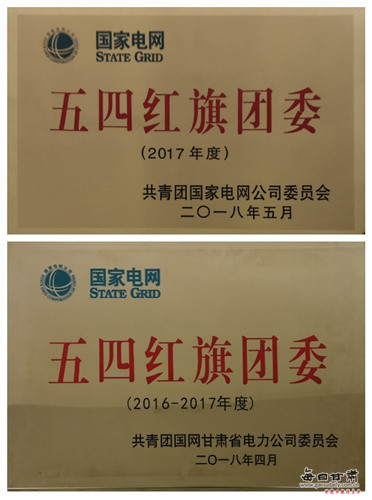 国家电网
STATE GRID
五四红旗团委
(2017年度)
共青团国家电网公司委员会
二〇一八年五月
国家电网
STATE GRID
五四红旗团委
(2016-2017年度)
共青团国网甘肃省电力公司委员会
二〇一八年四月
每日甘肃